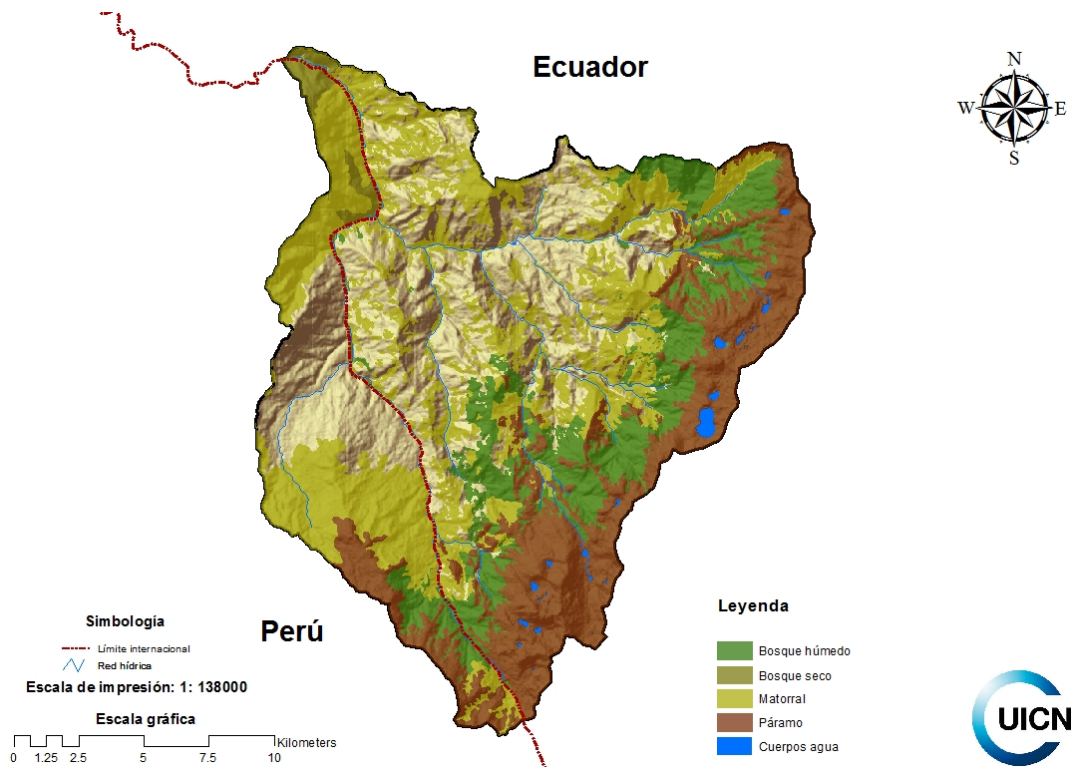 Ecuador
N
W
E
S
Perú
Simbología
Límite internacional
Red hídrica
Escala de impresión: 1: 138000
Escala gráfica
Kilometers
0 1.25 2.5 5 7.5 10
Leyenda
Bosque húmedo
Bosque seco
Matorral
Páramo
Cuerpos agua
UICN